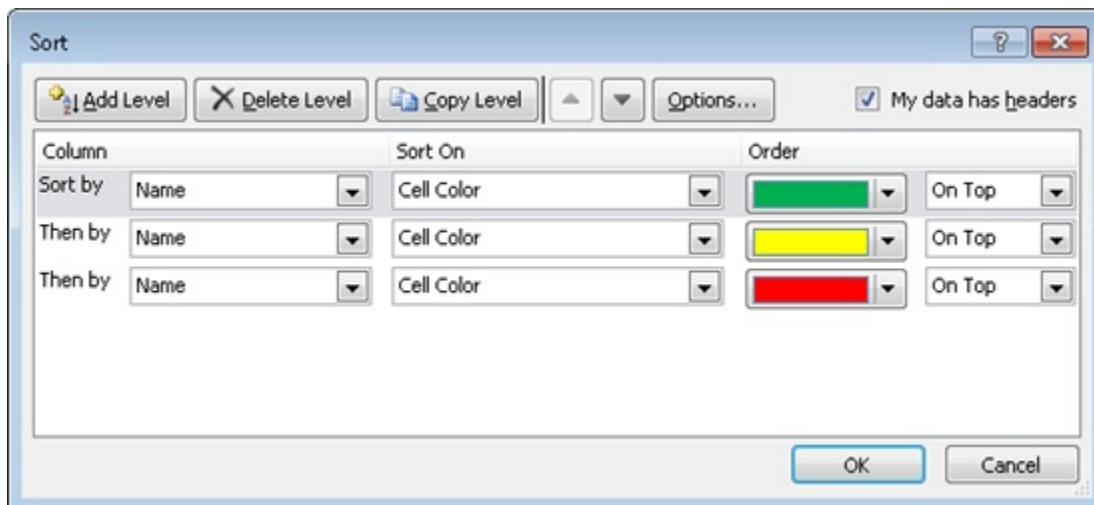 Sort
Add Level Delete Level Copy Level Options... My data has headers
Column Sort On Order
Sort by Name Cell Color On Top
Then by Name Cell Color On Top
Then by Name Cell Color On Top
OK Cancel